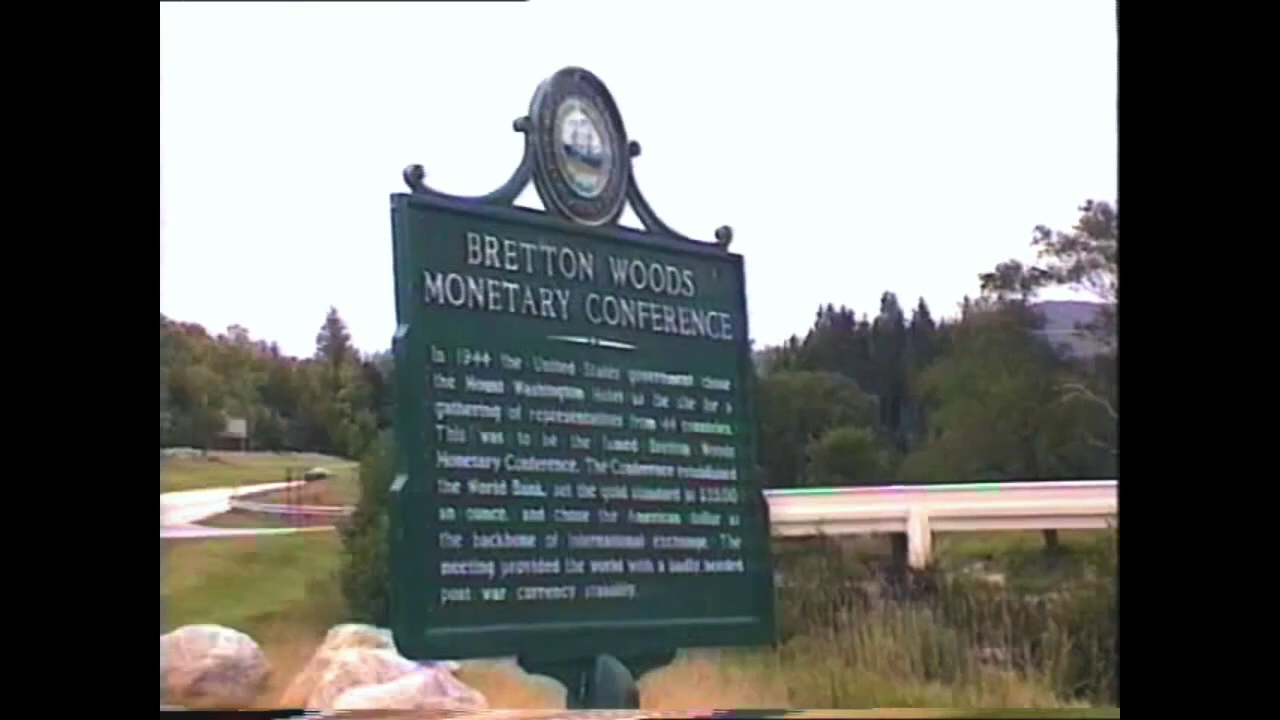 BRETTON WOODS
MONETARY CONFERENCE
In 1944 the United States government chose
the Mount Washington Hotel as the site for a
gathering of representatives from 44 countries.
This was to be the famed Bretton Woods
Monetary Conference. The Conference established
the World Bank, set the gold standard at $35.00
an ounce, and chose the American dollar as
the backbone of international exchange. The
meeting provided the world with a badly needed
post war currency stability.